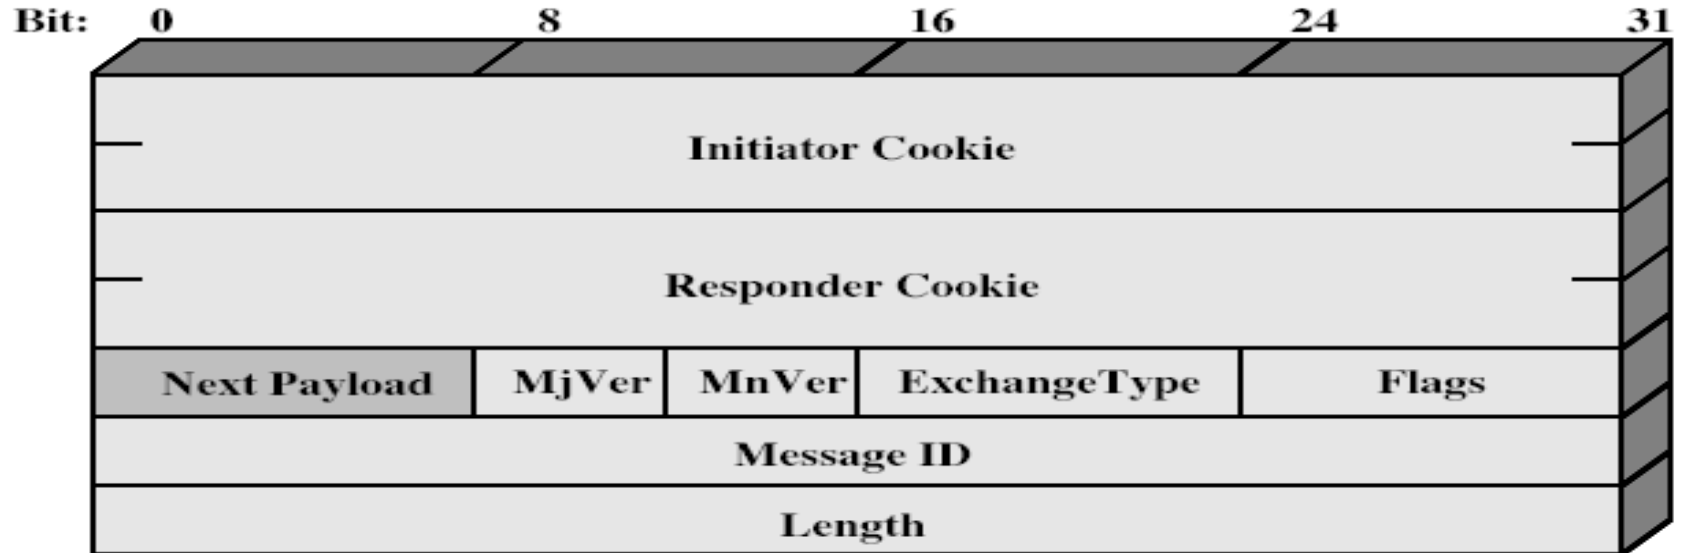 Bit: 0 8 16 24 31
Initiator Cookie
Responder Cookie
Next Payload MjVer MnVer ExchangeType Flags
Message ID
Length